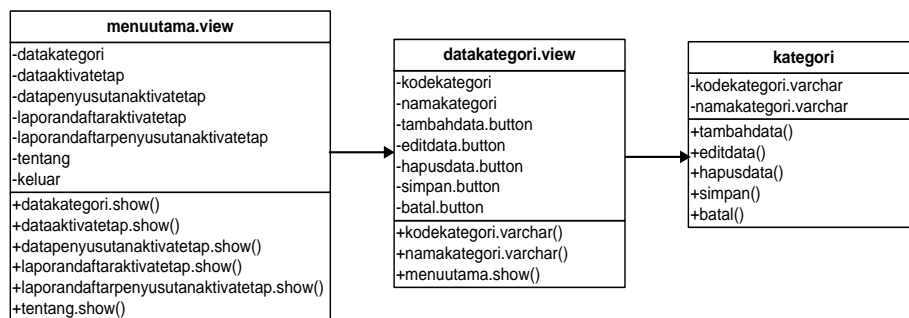 menuutama.view
-datakategori
-dataaktivatetap
-datapenyusutanaktivatetap
-laporandaftaraktivatetap
-laporandaftarpenyusutanaktivatetap
-tentang
-keluar
+datakategori.show()
+dataaktivatetap.show()
+datapenyusutanaktivatetap.show()
+laporandaftaraktivatetap.show()
+laporandaftarpenyusutanaktivatetap.show()
+tentang.show()
datakategori.view
-kodekategori
-namakategori
-tambahdata.button
-editdata.button
-hapusdata.button
-simpan.button
-batal.button
+kodekategori.varchar()
+namakategori.varchar()
+menuutama.show()
kategori
-kodekategori.varchar
-namakategori.varchar
+tambahdata()
+editdata()
+hapusdata()
+simpan()
+batal()